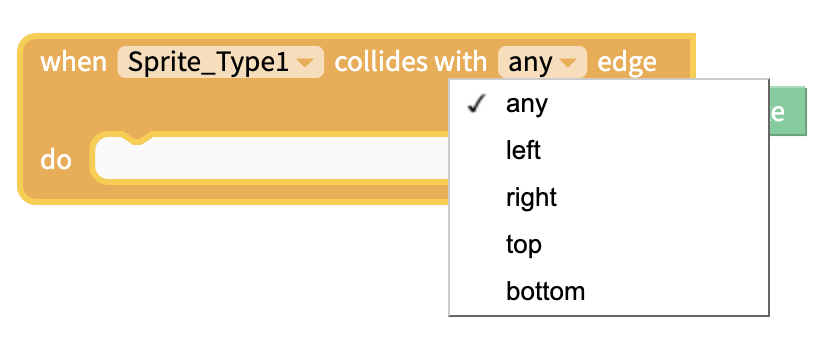 when Sprite_Type1 collides with any edge
any
left
right
top
bottom
do